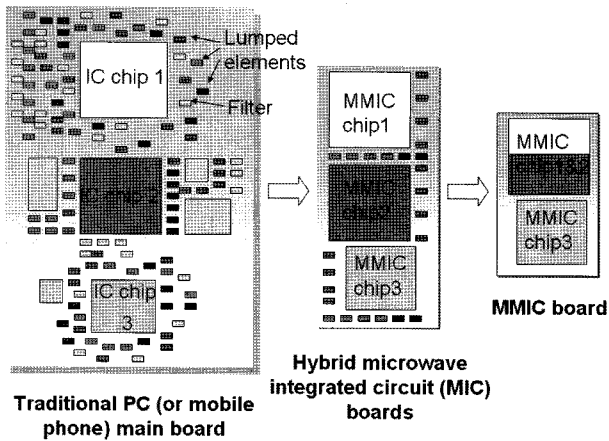 Lumped
elements
Filter
IC chip 1
IC chip 2
IC chip
3
Traditional PC (or mobile
phone) main board
MMIC
chip1
MMIC
chip2
MMIC
chip3
Hybrid microwave
integrated circuit (MIC)
boards
MMIC
chip1&2
MMIC
chip3
MMIC board